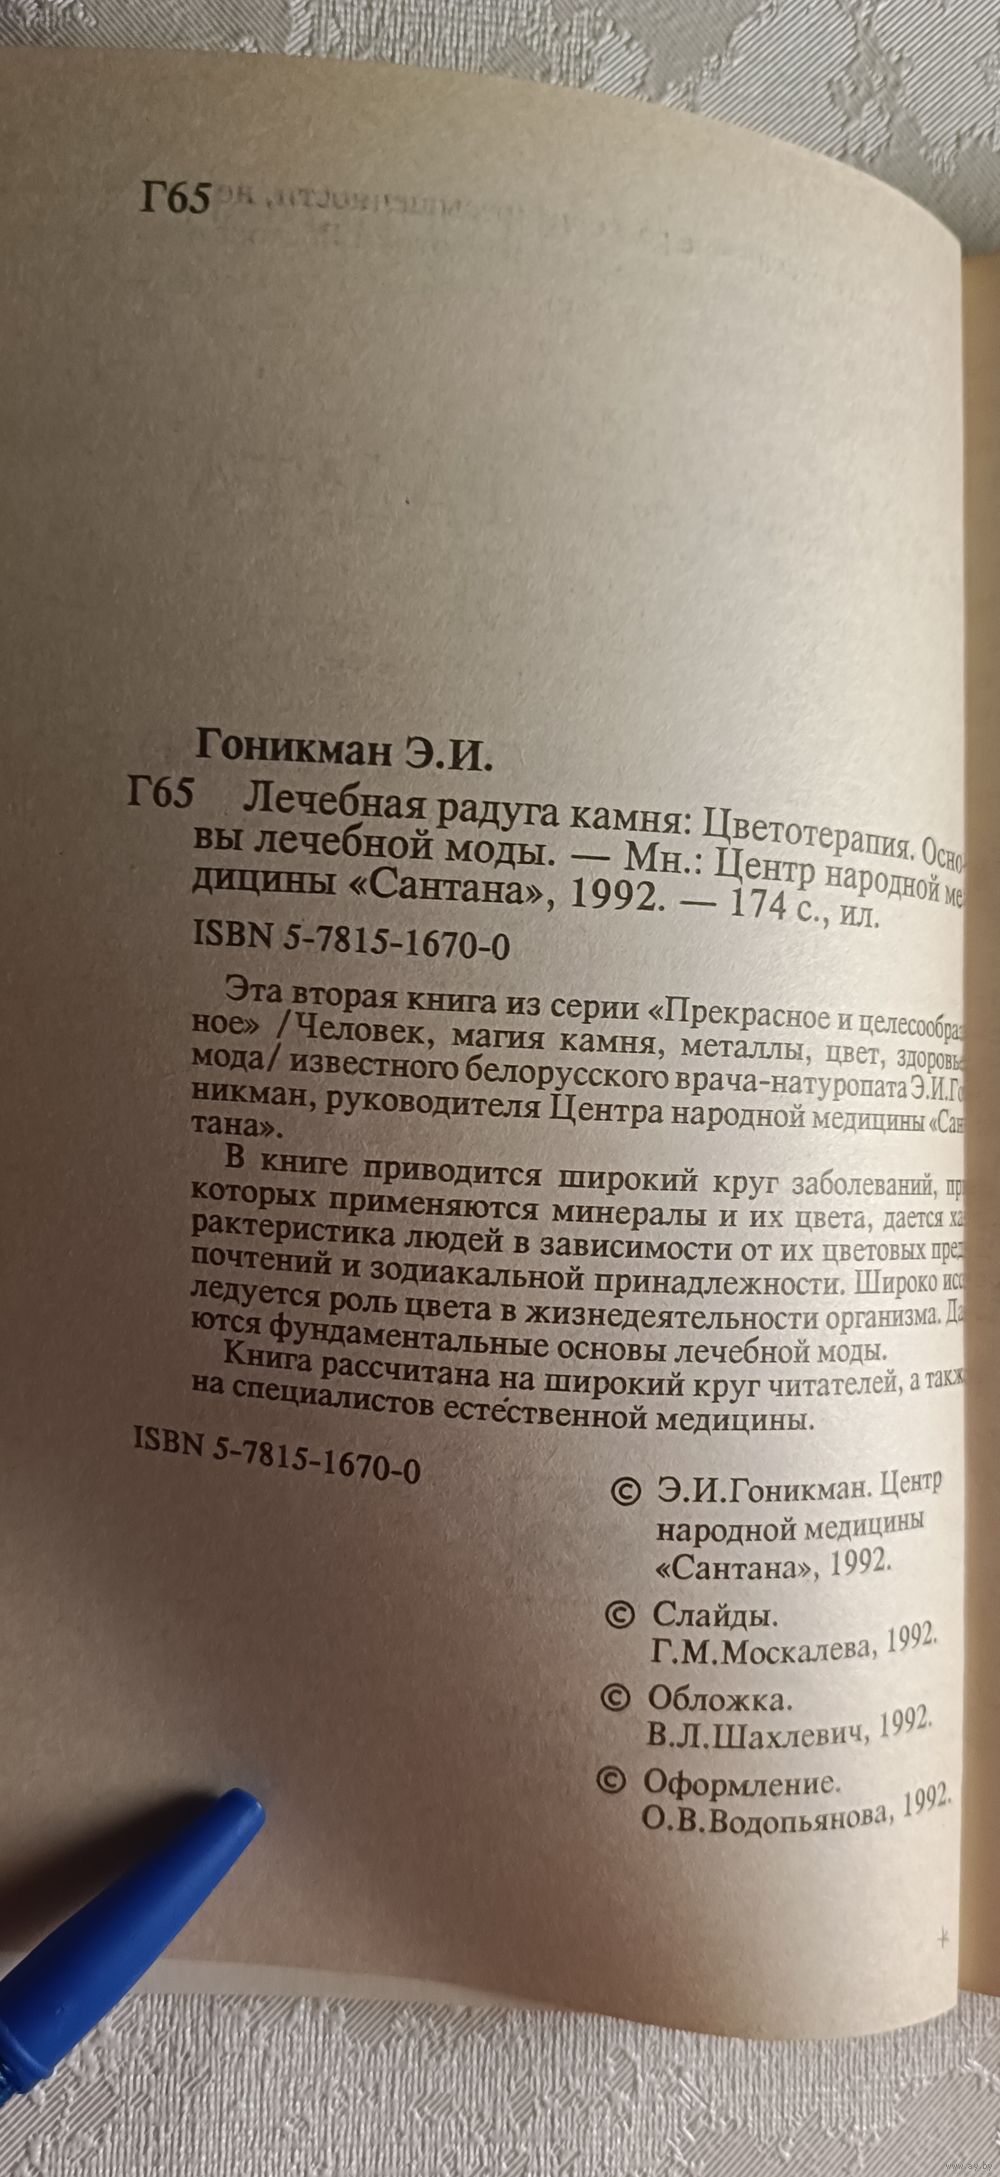 Г65
Гоникман Э.И.
Г65 Лечебная радуга камня: Цветотерапия. Осно-
вы лечебной моды. — Мн.: Центр народной ме
дицины «Сантана», 1992. — 174 с., ил.
ISBN 5-7815-1670-0
Эта вторая книга из серии «Прекрасное и целесообраз
ное» /Человек, магия камня, металлы, цвет, здоровье
мода/ известного белорусского врача-натуропата Э.И.Го
никман, руководителя Центра народной медицины «Сан
тана».
В книге приводится широкий круг заболеваний, пр
которых применяются минералы и их цвета, дается ха
рактеристика людей в зависимости от их цветовых пред
почтений и зодиакальной принадлежности. Широко исс
ледуется роль цвета в жизнедеятельности организма. Да
ются фундаментальные основы лечебной моды.
Книга рассчитана на широкий круг читателей, а такж
на специалистов естественной медицины.
ISBN 5-7815-1670-0
© Э.И.Гоникман. Центр
народной медицины
«Сантана», 1992.
© Слайды.
Г.М.Москалева, 1992.
© Обложка.
В.Л.Шахлевич, 1992.
© Оформление.
О.В.Водопьянова, 1992.
www.ay.by